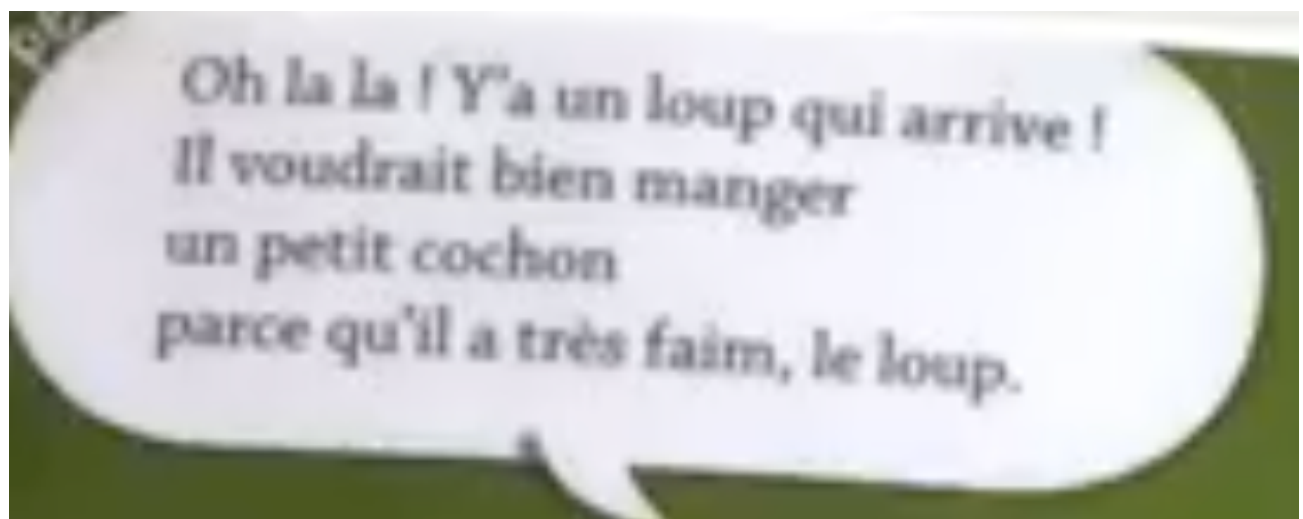 Oh la la ! Y'a un loup qui arrive !
Il voudrait bien manger
un petit cochon
parce qu'il a très faim, le loup.